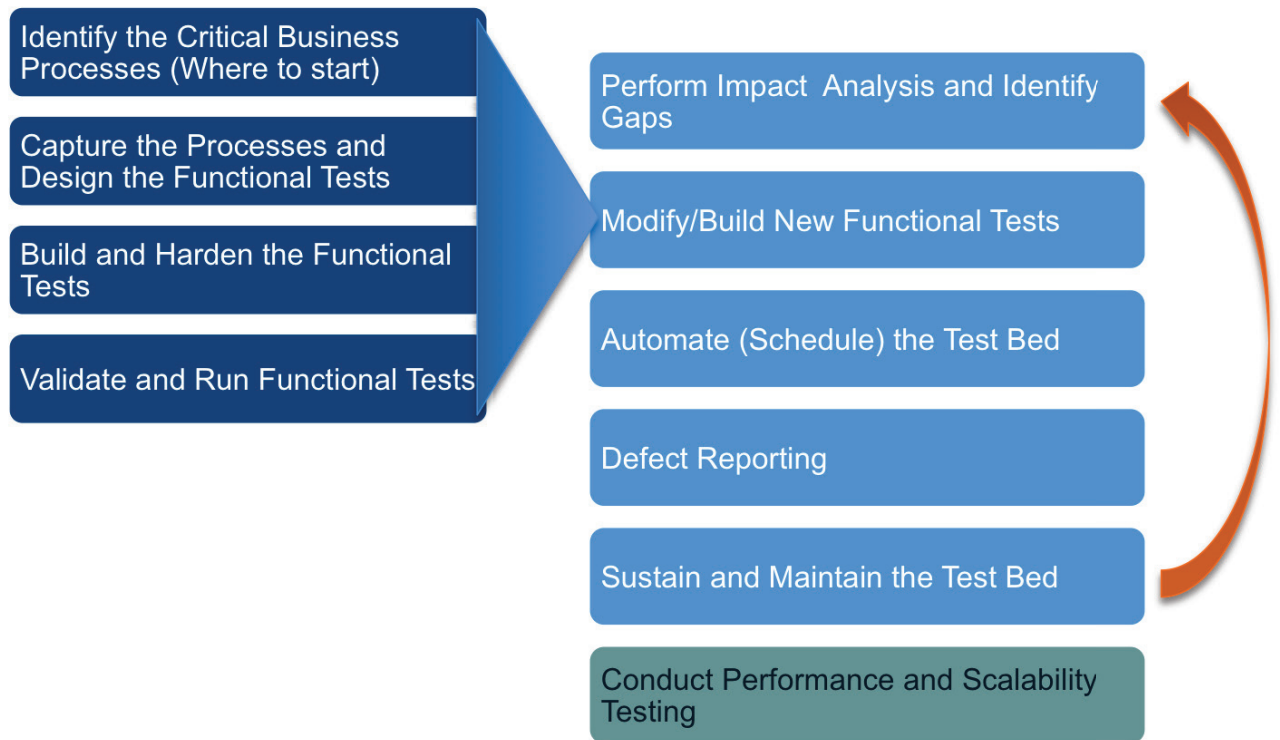 Identify the Critical Business
Processes (Where to start)
Capture the Processes and
Design the Functional Tests
Build and Harden the Functional
Tests
Validate and Run Functional Tests
Perform Impact  Analysis and Identify
Gaps
Modify/Build New Functional Tests
Automate (Schedule) the Test Bed
Defect Reporting
Sustain and Maintain the Test Bed
Conduct Performance and Scalability
Testing